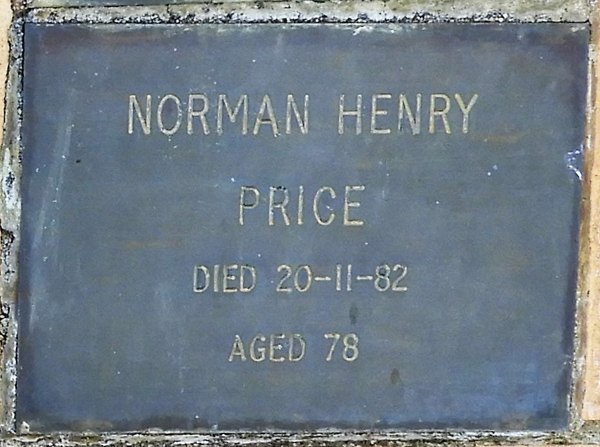 NORMAN HENRY
PRICE
DIED 20-11-82
AGED 78